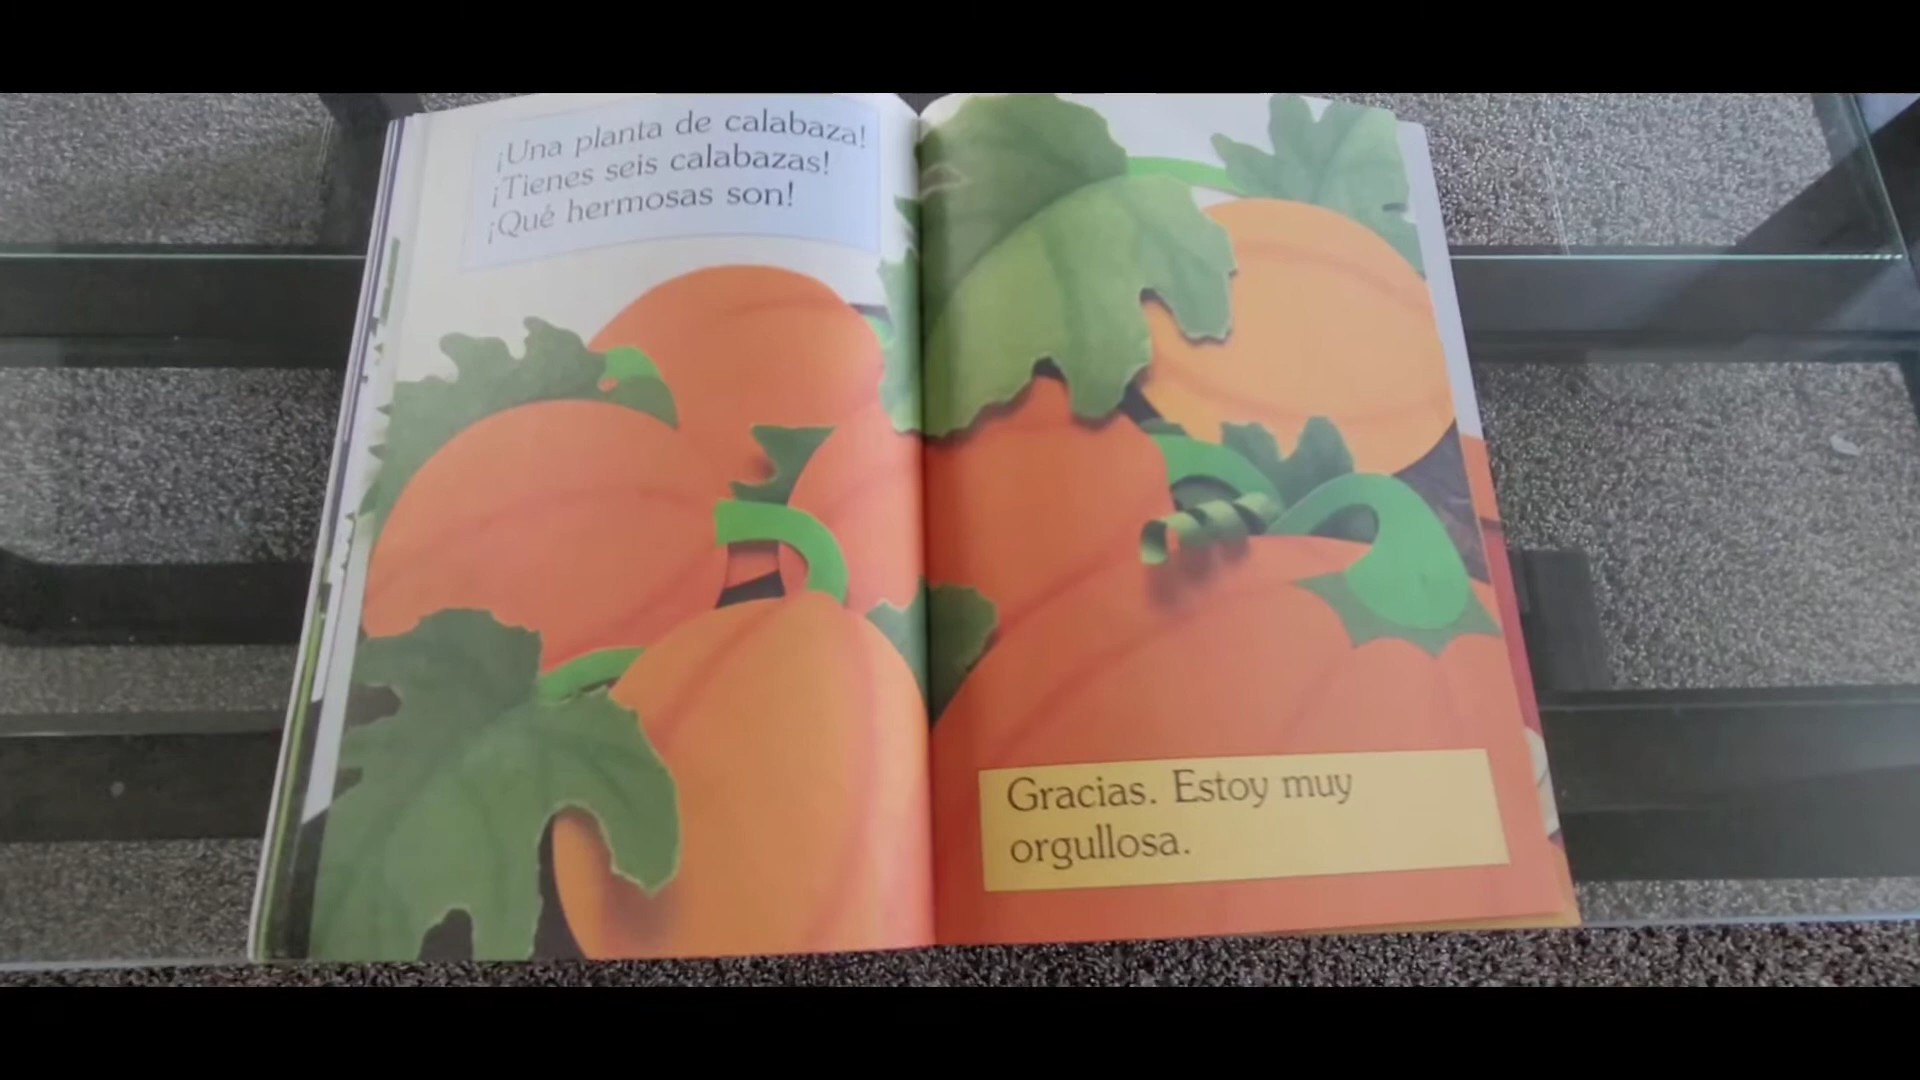 ¡Una planta de calabaza!
¡Tienes seis calabazas!
¡Qué hermosas son!
Gracias. Estoy muy
orgullosa.